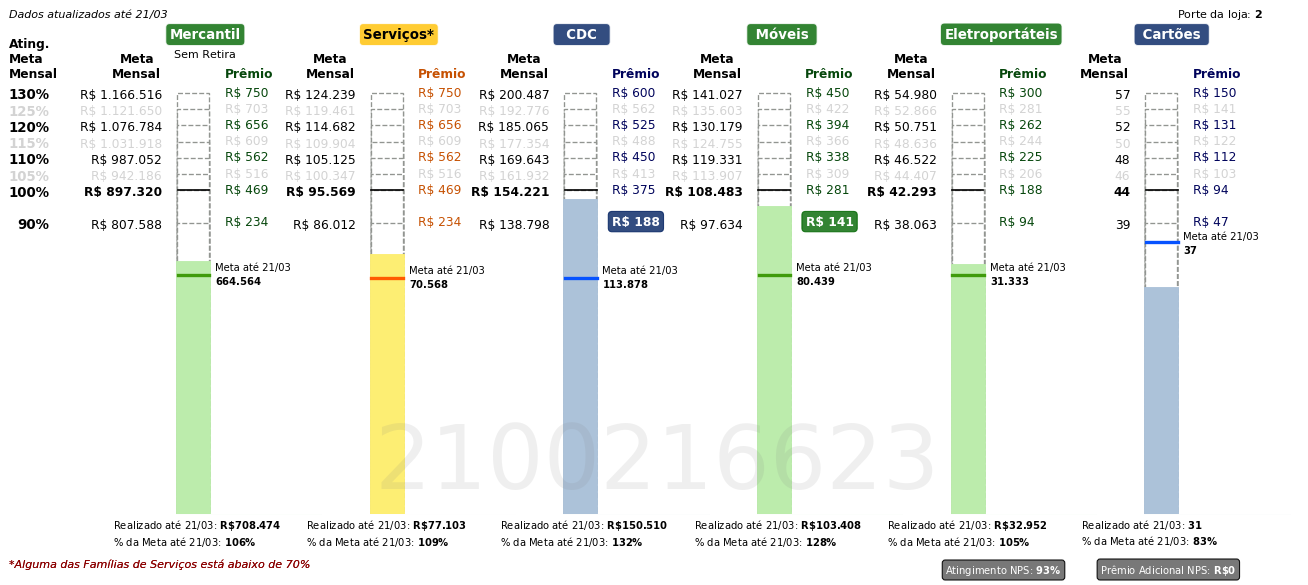 Dados atualizados até 21/03
Porte da loja: 2
Mercantil Serviços* CDC Móveis Eletroportáteis Cartões
Sem Retira
Ating. Meta Mensal
Meta Mensal Prêmio Meta Mensal Prêmio Meta Mensal Prêmio Meta Mensal Prêmio Meta Mensal Prêmio Meta Mensal Prêmio
130% R$ 1.166.516 R$ 750 R$ 124.239 R$ 750 R$ 200.487 R$ 600 R$ 141.027 R$ 450 R$ 54.980 R$ 300 57 R$ 150
125% R$ 1.121.650 R$ 703 R$ 119.461 R$ 703 R$ 192.776 R$ 562 R$ 135.603 R$ 422 R$ 52.866 R$ 281 55 R$ 141
120% R$ 1.076.784 R$ 656 R$ 114.682 R$ 656 R$ 185.065 R$ 525 R$ 130.179 R$ 394 R$ 50.751 R$ 262 52 R$ 131
115% R$ 1.031.918 R$ 609 R$ 109.904 R$ 609 R$ 177.354 R$ 488 R$ 124.755 R$ 366 R$ 48.636 R$ 244 50 R$ 122
110% R$ 987.052 R$ 562 R$ 105.125 R$ 562 R$ 169.643 R$ 450 R$ 119.331 R$ 338 R$ 46.522 R$ 225 48 R$ 112
105% R$ 942.186 R$ 516 R$ 100.347 R$ 516 R$ 161.932 R$ 413 R$ 113.907 R$ 309 R$ 44.407 R$ 206 46 R$ 103
100% R$ 897.320 R$ 469 R$ 95.569 R$ 469 R$ 154.221 R$ 375 R$ 108.483 R$ 281 R$ 42.293 R$ 188 44 R$ 94
90% R$ 807.588 R$ 234 R$ 86.012 R$ 234 R$ 138.798 R$ 188 R$ 97.634 R$ 141 R$ 38.063 R$ 94 39 R$ 47
Meta até 21/03
37
Meta até 21/03 Meta até 21/03 Meta até 21/03 Meta até 21/03 Meta até 21/03
664.564 70.568 113.878 80.439 31.333
2100216623
Realizado até 21/03: R$708.474 Realizado até 21/03: R$77.103 Realizado até 21/03: R$150.510 Realizado até 21/03: R$103.408 Realizado até 21/03: R$32.952 Realizado até 21/03: 31
% da Meta até 21/03: 106% % da Meta até 21/03: 109% % da Meta até 21/03: 132% % da Meta até 21/03: 128% % da Meta até 21/03: 105% % da Meta até 21/03: 83%
*Alguma das Famílias de Serviços está abaixo de 70%
Atingimento NPS: 93% Prêmio Adicional NPS: R$0